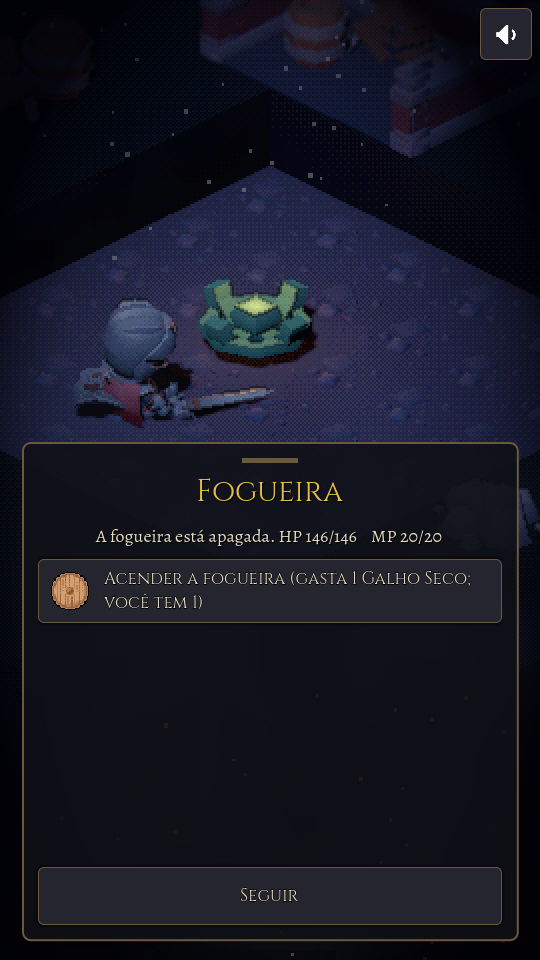 Fogueira
A fogueira está apagada. HP 146/146 MP 20/20
Acender a fogueira (gasta 1 Galho Seco;
você tem 1)
Seguir